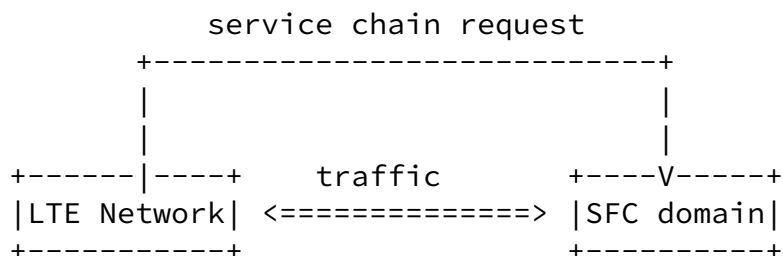 service chain request
traffic
LTE Network
SFC domain